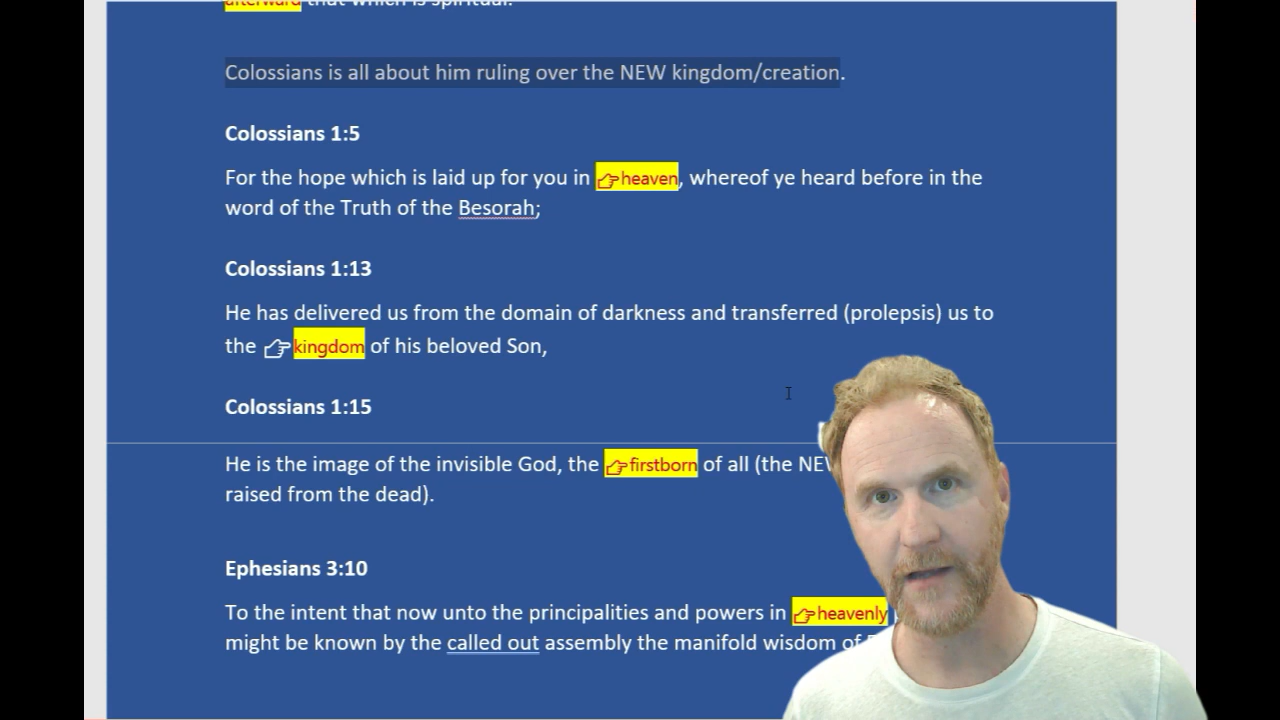 afterward that which is spiritual.
Colossians is all about him ruling over the NEW kingdom/creation.
Colossians 1:5
For the hope which is laid up for you in 👉heaven, whereof ye heard before in the
word of the Truth of the Besorah;
Colossians 1:13
He has delivered us from the domain of darkness and transferred (prolepsis) us to
the 👉kingdom of his beloved Son,
Colossians 1:15
He is the image of the invisible God, the 👉firstborn of all (the
raised from the dead).
Ephesians 3:10
To the intent that now unto the principalities and powers in 👉heavenly
might be known by the called out assembly the manifold wisdom of